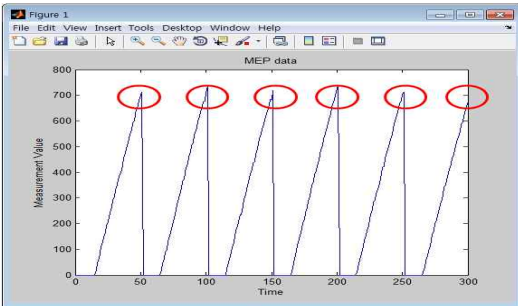 Figure 1
File Edit View Insert Tools Desktop Window Help
MEP data
Measurement Value
800
700
600
500
400
300
200
100
0
0 50 100 150 200 250 300
Time